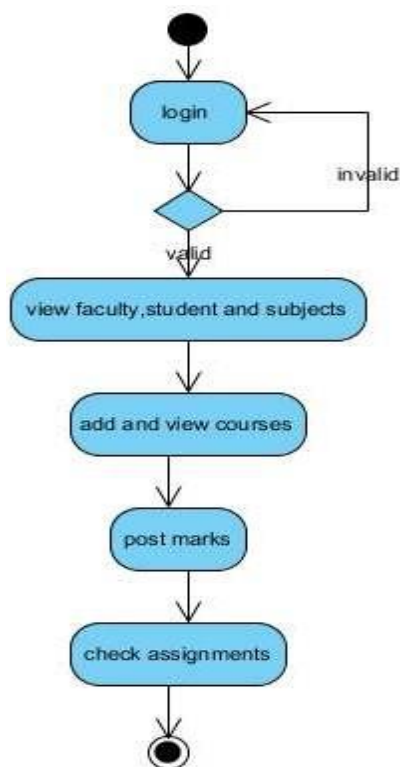 login
invalid
valid
view faculty,student and subjects
add and view courses
post marks
check assignments